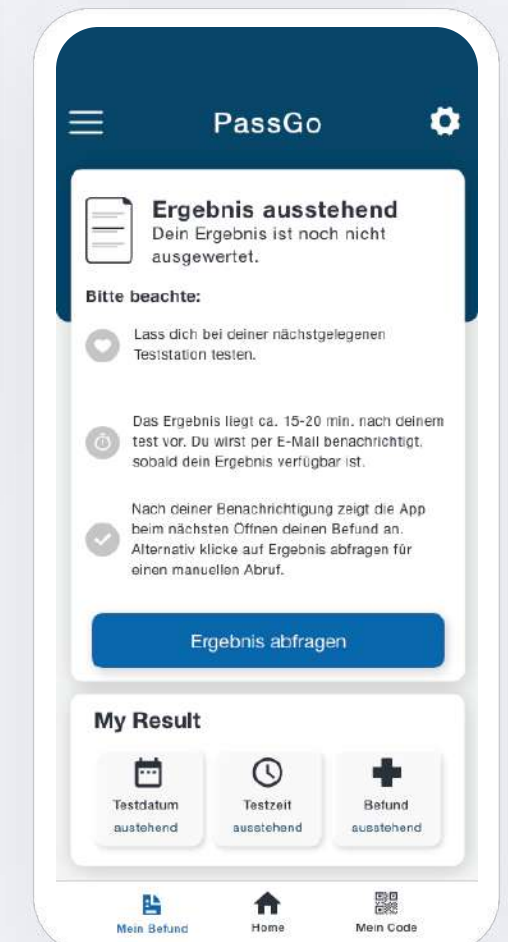 PassGo
Ergebnis ausstehend
Dein Ergebnis ist noch nicht
ausgewertet.
Bitte beachte:
Lass dich bei deiner nächstgelegenen
Teststation testen.
Das Ergebnis liegt ca. 15-20 min. nach deinem
test vor. Du wirst per E-Mail benachrichtigt,
sobald dein Ergebnis verfügbar ist.
Nach deiner Benachrichtigung zeigt die App
beim nächsten Öffnen deinen Befund an.
Alternativ klicke auf Ergebnis abfragen für
einen manuellen Abruf.
Ergebnis abfragen
My Result
Testdatum
austehend
Testzeit
ausstehend
Befund
ausstehend
Mein Befund
Home
Mein Code